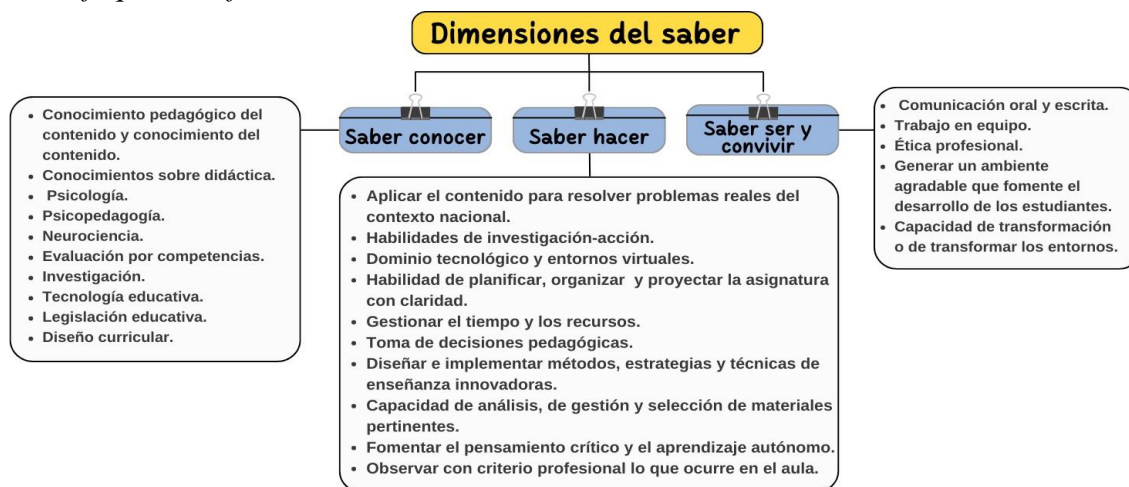 Dimensiones del saber
Saber conocer
Saber hacer
Saber ser y
convivir
• Conocimiento pedagógico del
contenido y conocimiento del
contenido.
• Conocimientos sobre didáctica.
• Psicología.
• Psicopedagogía.
• Neurociencia.
• Evaluación por competencias.
• Investigación.
• Tecnología educativa.
• Legislación educativa.
• Diseño curricular.
• Aplicar el contenido para resolver problemas reales del
contexto nacional.
• Habilidades de investigación-acción.
• Dominio tecnológico y entornos virtuales.
• Habilidad de planificar, organizar y proyectar la asignatura
con claridad.
• Gestionar el tiempo y los recursos.
• Toma de decisiones pedagógicas.
• Diseñar e implementar métodos, estrategias y técnicas de
enseñanza innovadoras.
• Capacidad de análisis, de gestión y selección de materiales
pertinentes.
• Fomentar el pensamiento crítico y el aprendizaje autónomo.
• Observar con criterio profesional lo que ocurre en el aula.
• Comunicación oral y escrita.
• Trabajo en equipo.
• Ética profesional.
• Generar un ambiente
agradable que fomente el
desarrollo de los estudiantes.
• Capacidad de transformación
o de transformar los entornos.